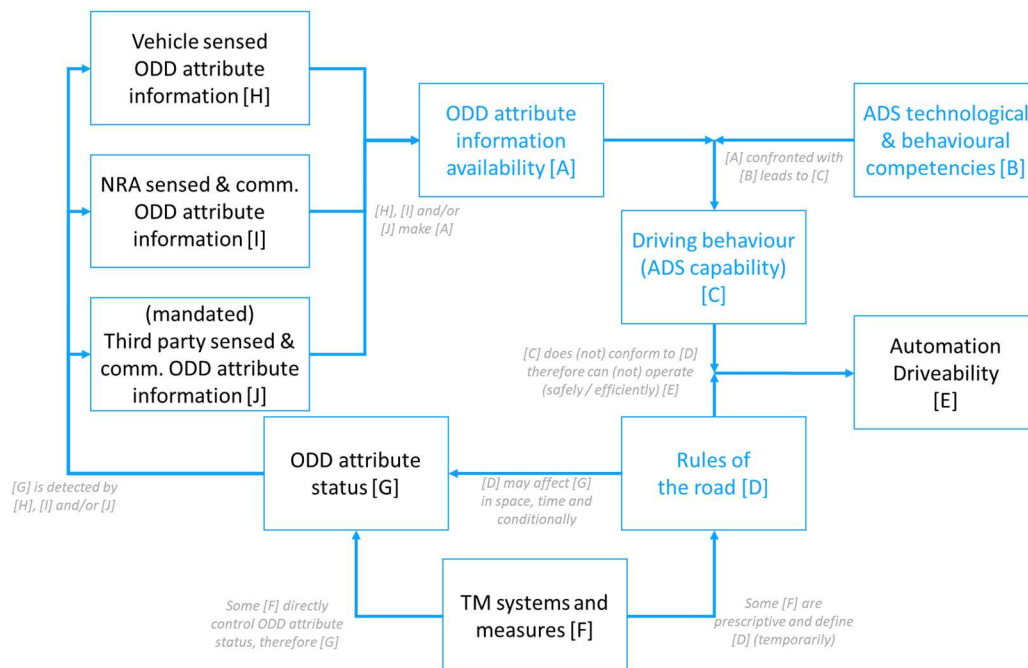 Vehicle sensed
ODD attribute
information [H]
ODD attribute
information
availability [A]
ADS technological
& behavioural
competencies [B]
[A] confronted with
[B] leads to [C]
NRA sensed & comm.
ODD attribute
information [I]
[H], [I] and/or
[J] make [A]
Driving behaviour
(ADS capability)
[C]
(mandated)
Third party sensed &
comm. ODD attribute
information [J]
[C] does (not) conform to [D]
therefore can (not) operate
(safely / efficiently) [E]
Automation
Driveability
[E]
ODD attribute
status [G]
Rules of
the road [D]
[G] is detected by
[H], [I] and/or [J]
[D] may affect [G]
in space, time and
conditionally
TM systems and
measures [F]
Some [F] directly
control ODD attribute
status, therefore [G]
Some [F] are
prescriptive and define
[D] (temporarily)